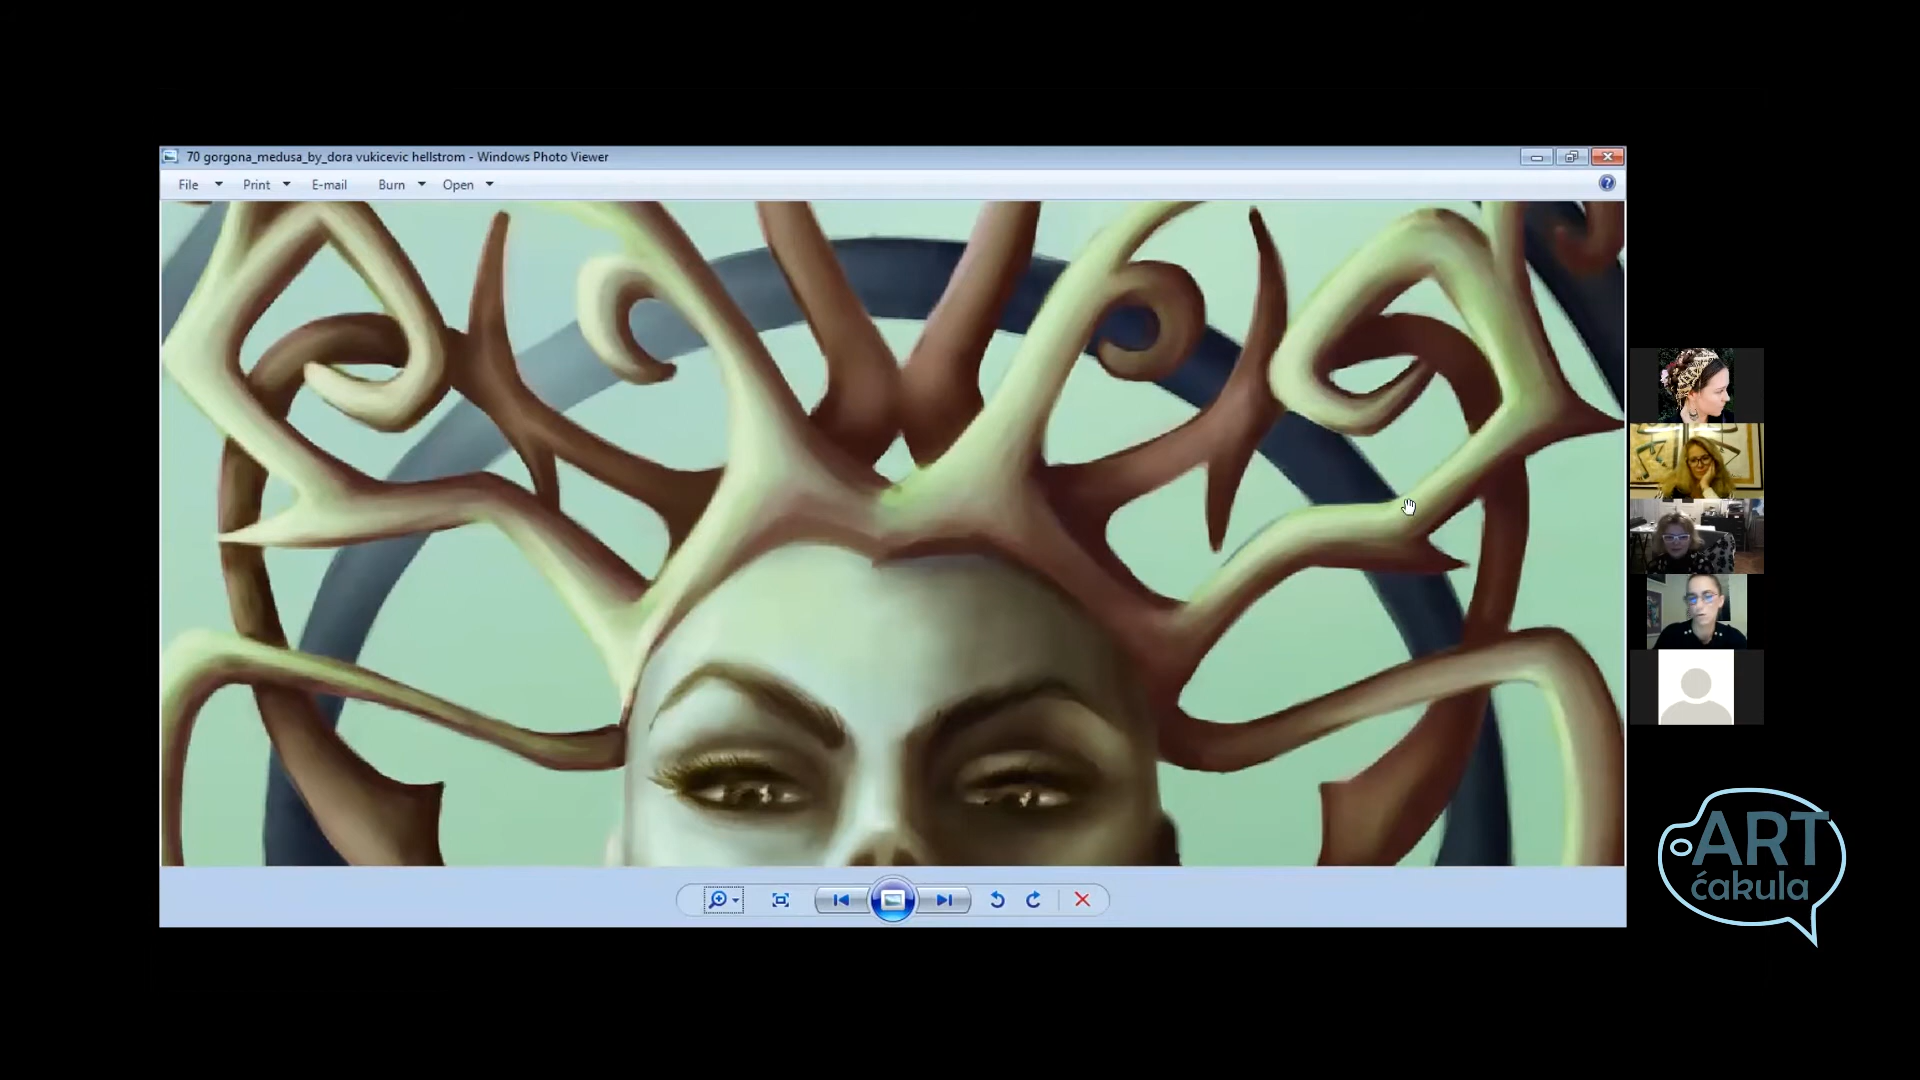 70 gorgona_medusa_by_dora vukicevic hellstrom - Windows Photo Viewer
File Print E-mail Burn Open
ART
ćakula